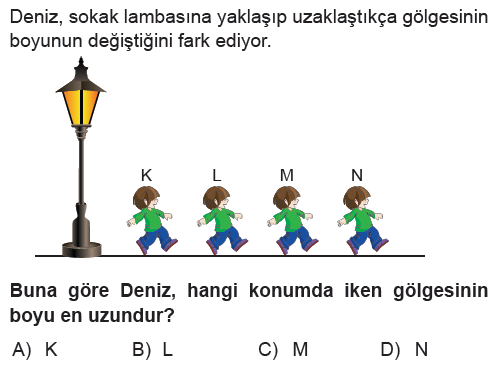 Deniz, sokak lambasına yaklaşıp uzaklaştıkça gölgesinin
boyunun değiştiğini fark ediyor.
K L M N
Buna göre Deniz, hangi konumda iken gölgesinin
boyu en uzundur?
A) K B) L C) M D) N